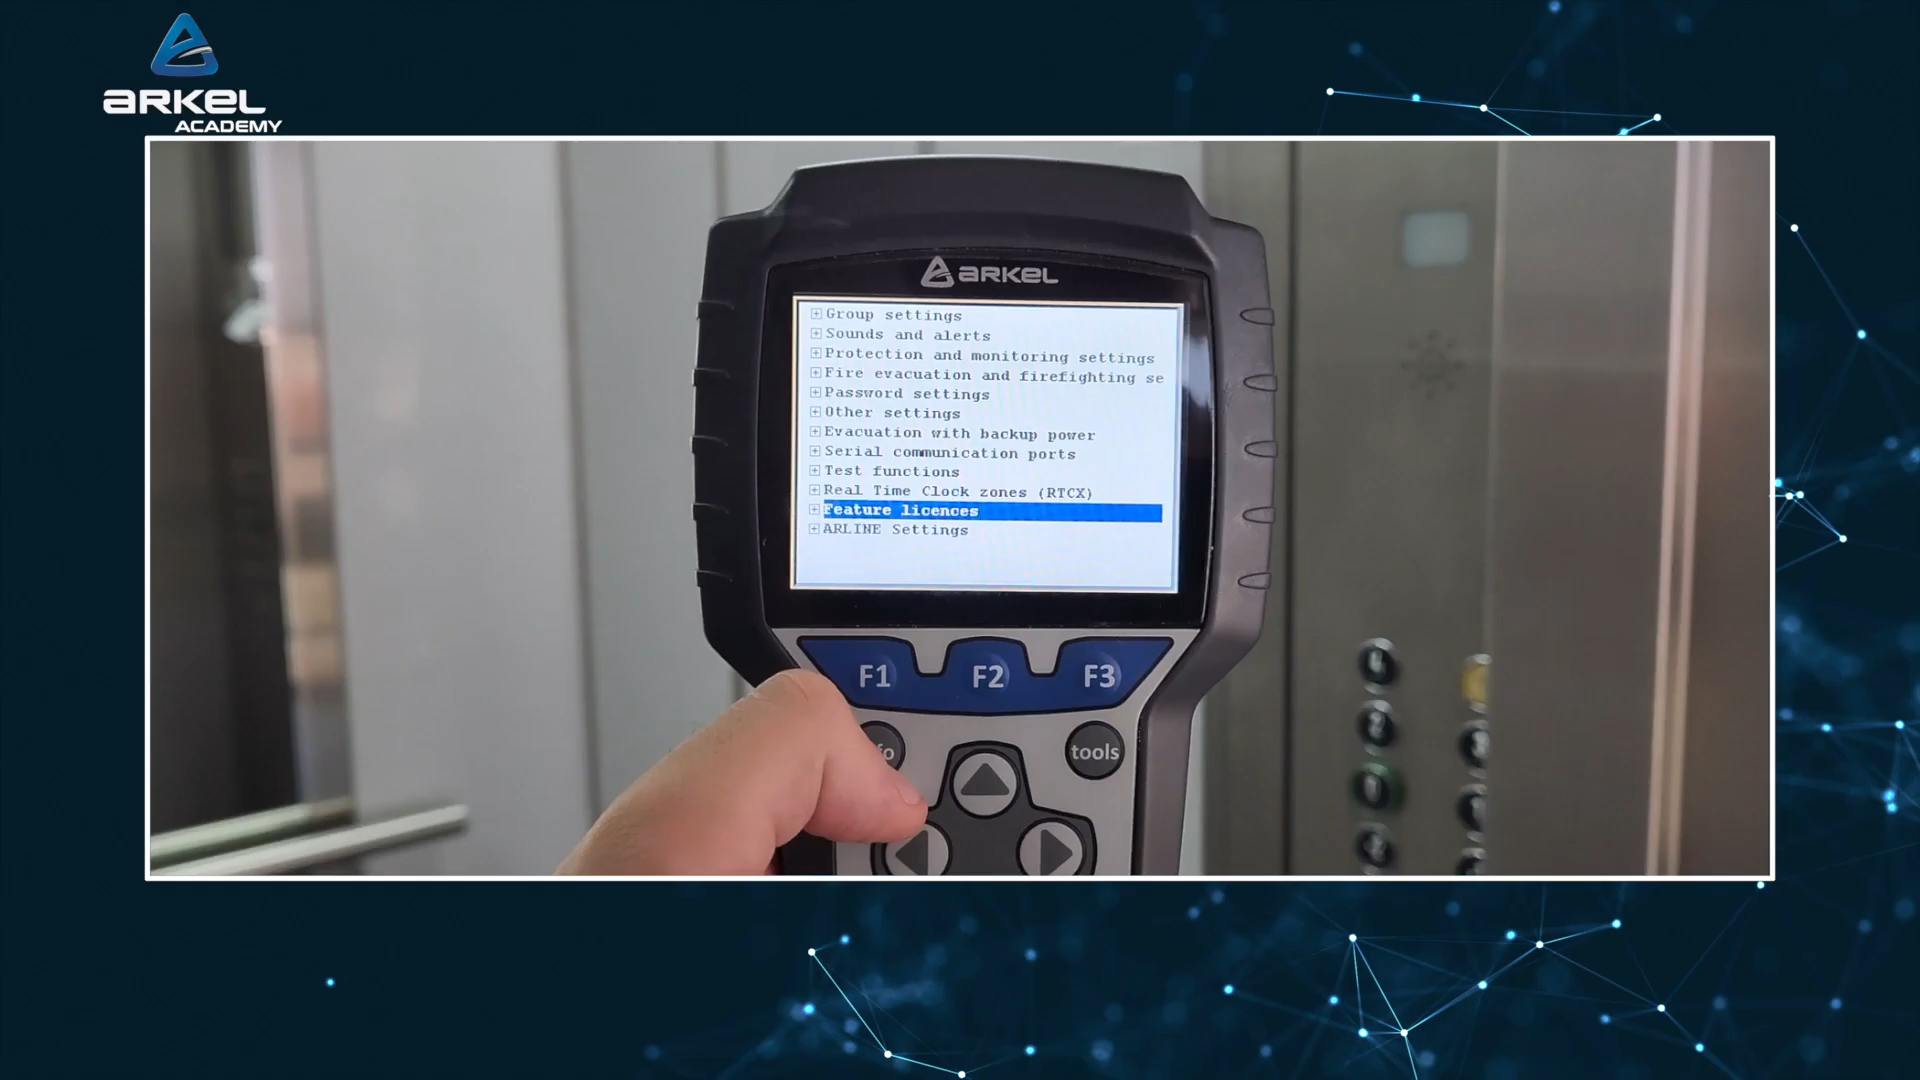 ARKEL
ACADEMY
ARKEL
Group settings
Sounds and alerts
Protection and monitoring settings
Fire evacuation and firefighting se
Password settings
Other settings
Evacuation with backup power
Serial communication ports
Test functions
Real Time Clock zones (RTCX)
Feature licences
ARLINE Settings
F1 F2 F3
fo
tools
2